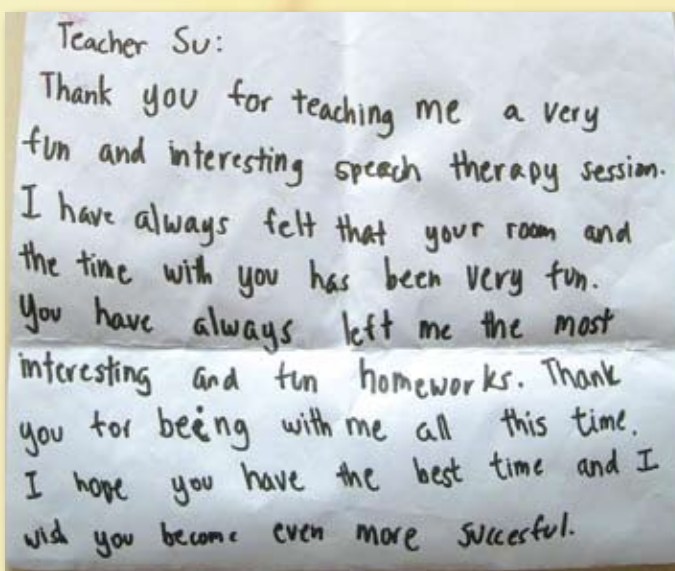 Teacher Su:
Thank you for teaching me a very
fun and interesting speach therapy session.
I have always felt that your room and
the time with you has been very fun.
You have always left me the most
interesting and fun homeworks. Thank
you for being with me all this time.
I hope you have the best time and I
wish you become even more succesful.